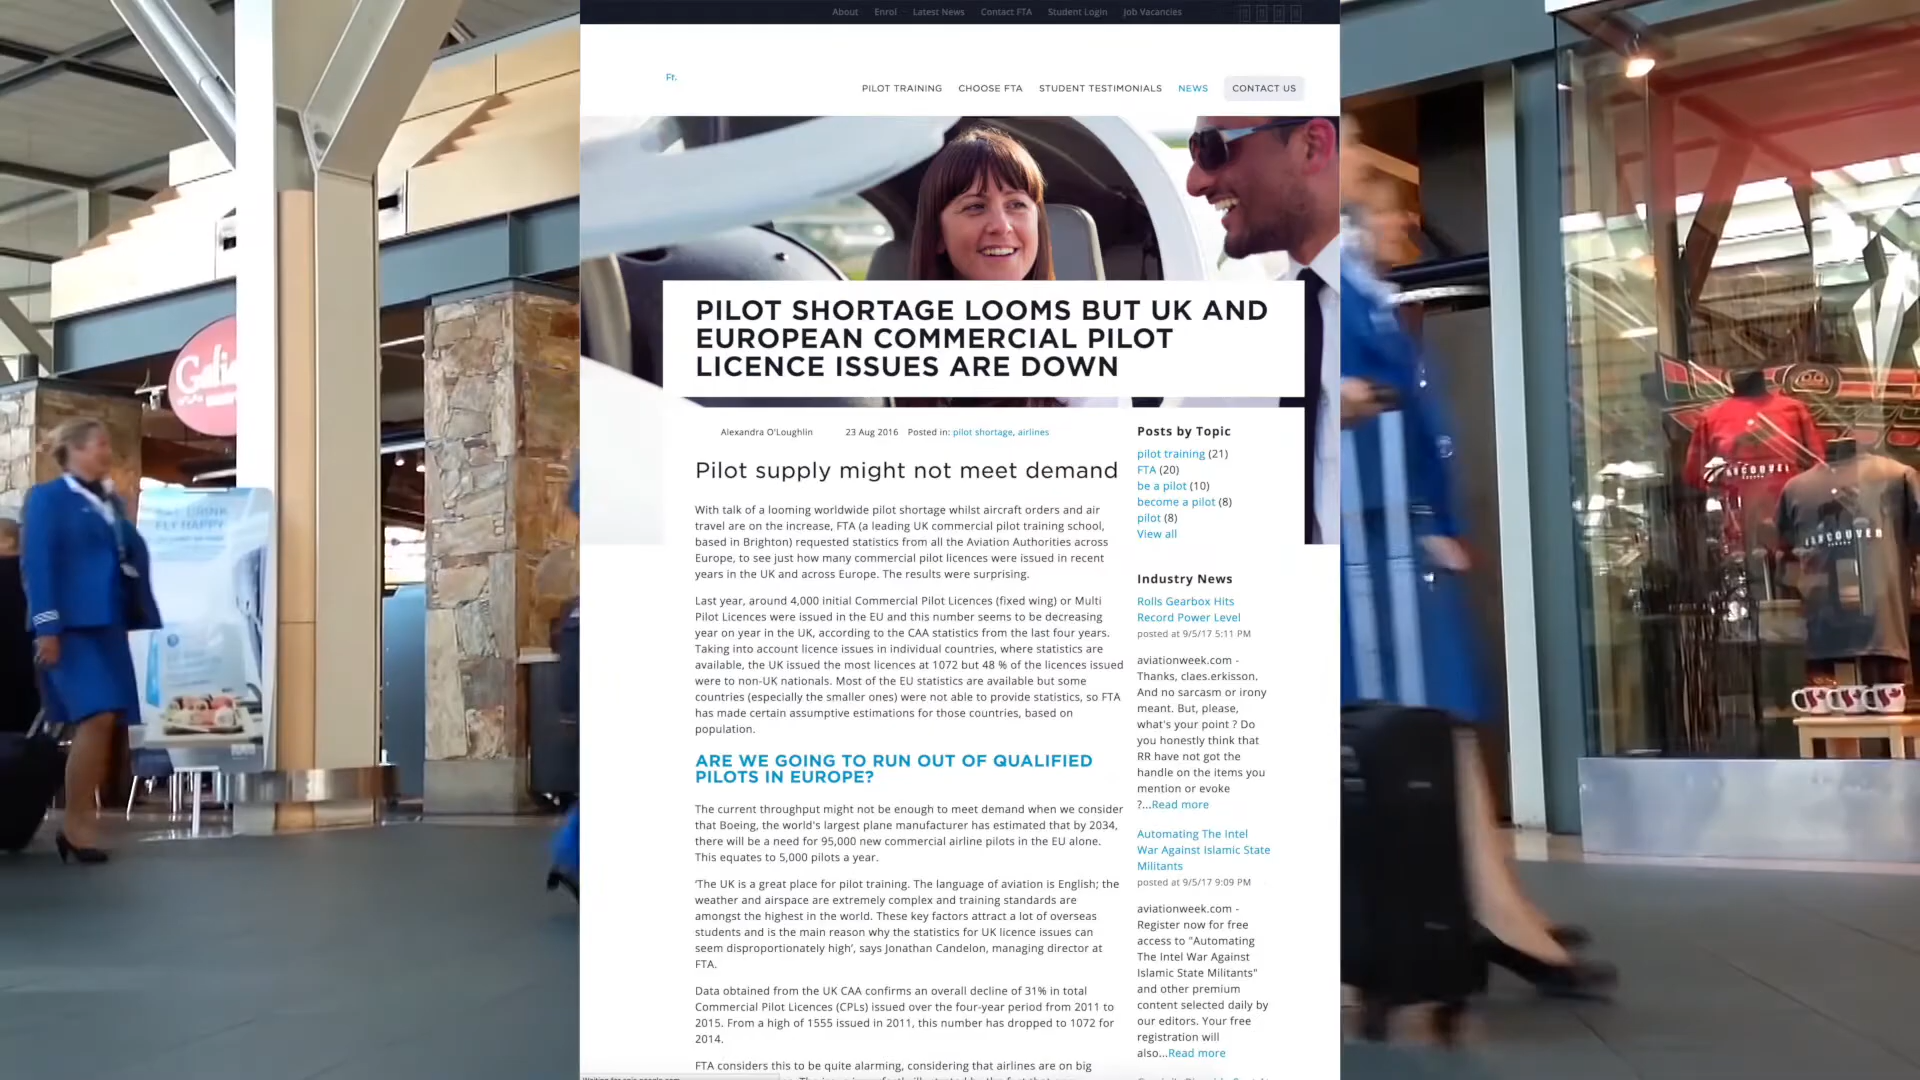 About Enrol Latest News Contact FTA Student Login Job Vacancies
Fr.
PILOT TRAINING CHOOSE FTA STUDENT TESTIMONIALS NEWS CONTACT US
PILOT SHORTAGE LOOMS BUT UK AND
EUROPEAN COMMERCIAL PILOT
LICENCE ISSUES ARE DOWN
Alexandra O'Loughlin 23 Aug 2016 Posted in: pilot shortage, airlines
Pilot supply might not meet demand
With talk of a looming worldwide pilot shortage whilst aircraft orders and air
travel are on the increase, FTA (a leading UK commercial pilot training school,
based in Brighton) requested statistics from all the Aviation Authorities across
Europe, to see just how many commercial pilot licences were issued in recent
years in the UK and across Europe. The results were surprising.
Last year, around 4,000 initial Commercial Pilot Licences (fixed wing) or Multi
Pilot Licences were issued in the EU and this number seems to be decreasing
year on year in the UK, according to the CAA statistics from the last four years.
Taking into account licence issues in individual countries, where statistics are
available, the UK issued the most licences at 1072 but 48 % of the licences issued
were to non-UK nationals. Most of the EU statistics are available but some
countries (especially the smaller ones) were not able to provide statistics, so FTA
has made certain assumptive estimations for those countries, based on
population.
ARE WE GOING TO RUN OUT OF QUALIFIED
PILOTS IN EUROPE?
The current throughput might not be enough to meet demand when we consider
that Boeing, the world's largest plane manufacturer has estimated that by 2034,
there will be a need for 95,000 new commercial airline pilots in the EU alone.
This equates to 5,000 pilots a year.
'The UK is a great place for pilot training. The language of aviation is English; the
weather and airspace are extremely complex and training standards are
amongst the highest in the world. These key factors attract a lot of overseas
students and is the main reason why the statistics for UK licence issues can
seem disproportionately high', says Jonathan Candelon, managing director at
FTA.
Data obtained from the UK CAA confirms an overall decline of 31% in total
Commercial Pilot Licences (CPLs) issued over the four-year period from 2011 to
2015. From a high of 1555 issued in 2011, this number has dropped to 1072 for
2014.
FTA considers this to be quite alarming, considering that airlines are on big
Posts by Topic
pilot training (21)
FTA (20)
be a pilot (10)
become a pilot (8)
pilot (8)
View all
Industry News
Rolls Gearbox Hits
Record Power Level
posted at 9/5/17 5:11 PM
aviationweek.com -
Thanks, claes.erkisson.
And no sarcasm or irony
meant. But, please,
what's your point ? Do
you honestly think that
RR have not got the
handle on the items you
mention or evoke
?...Read more
Automating The Intel
War Against Islamic State
Militants
posted at 9/5/17 9:09 PM
aviationweek.com -
Register now for free
access to "Automating
The Intel War Against
Islamic State Militants"
and other premium
content selected daily by
our editors. Your free
registration will
also...Read more
EAT, DRINK
FLY HAPPY
VANCOUVER
VANCOUVER